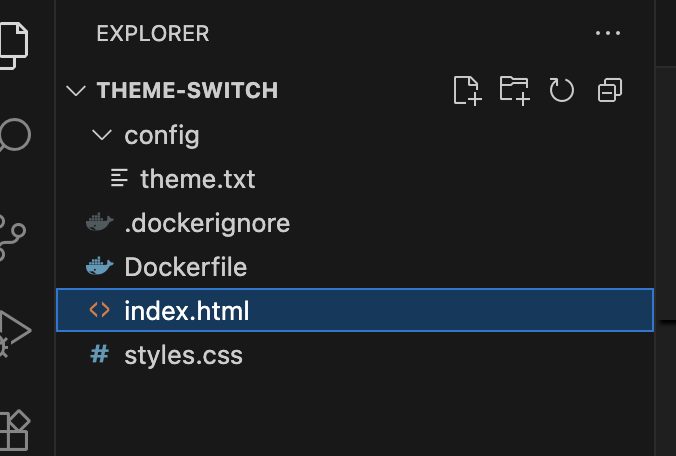 EXPLORER
THEME-SWITCH
config
theme.txt
.dockerignore
Dockerfile
index.html
styles.css